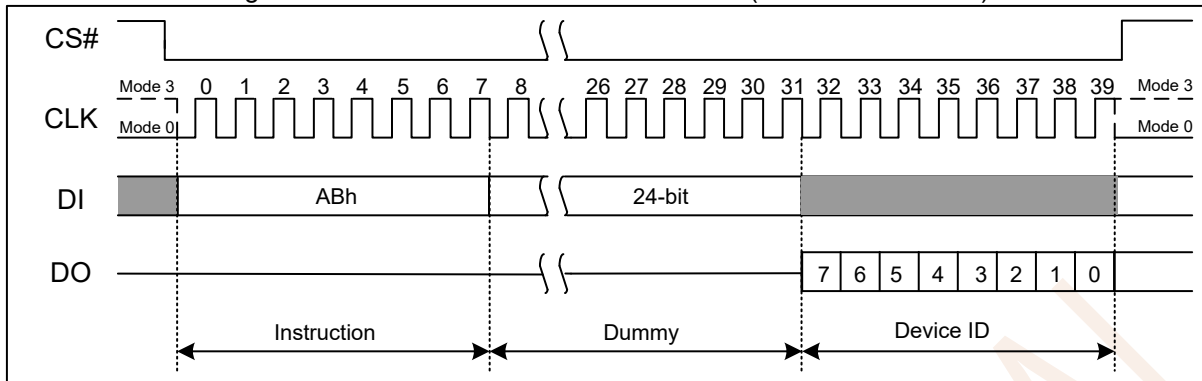 CS#
Mode 3 0 1 2 3 4 5 6 7 8 26 27 28 29 30 31 32 33 34 35 36 37 38 39 Mode 3
CLK
Mode 0 Mode 0
DI ABh 24-bit
DO 7 6 5 4 3 2 1 0
Instruction Dummy Device ID